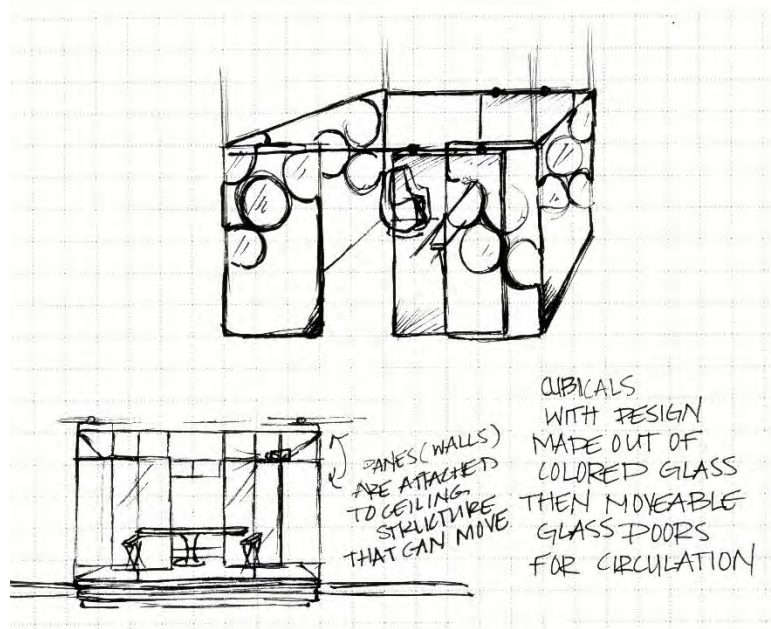 PANES (WALLS)
ARE ATTACHED
TO CEILING
STRUCTURE
THAT CAN MOVE
CUBICALS
WITH DESIGN
MADE OUT OF
COLORED GLASS
THEN MOVEABLE
GLASS DOORS
FOR CIRCULATION